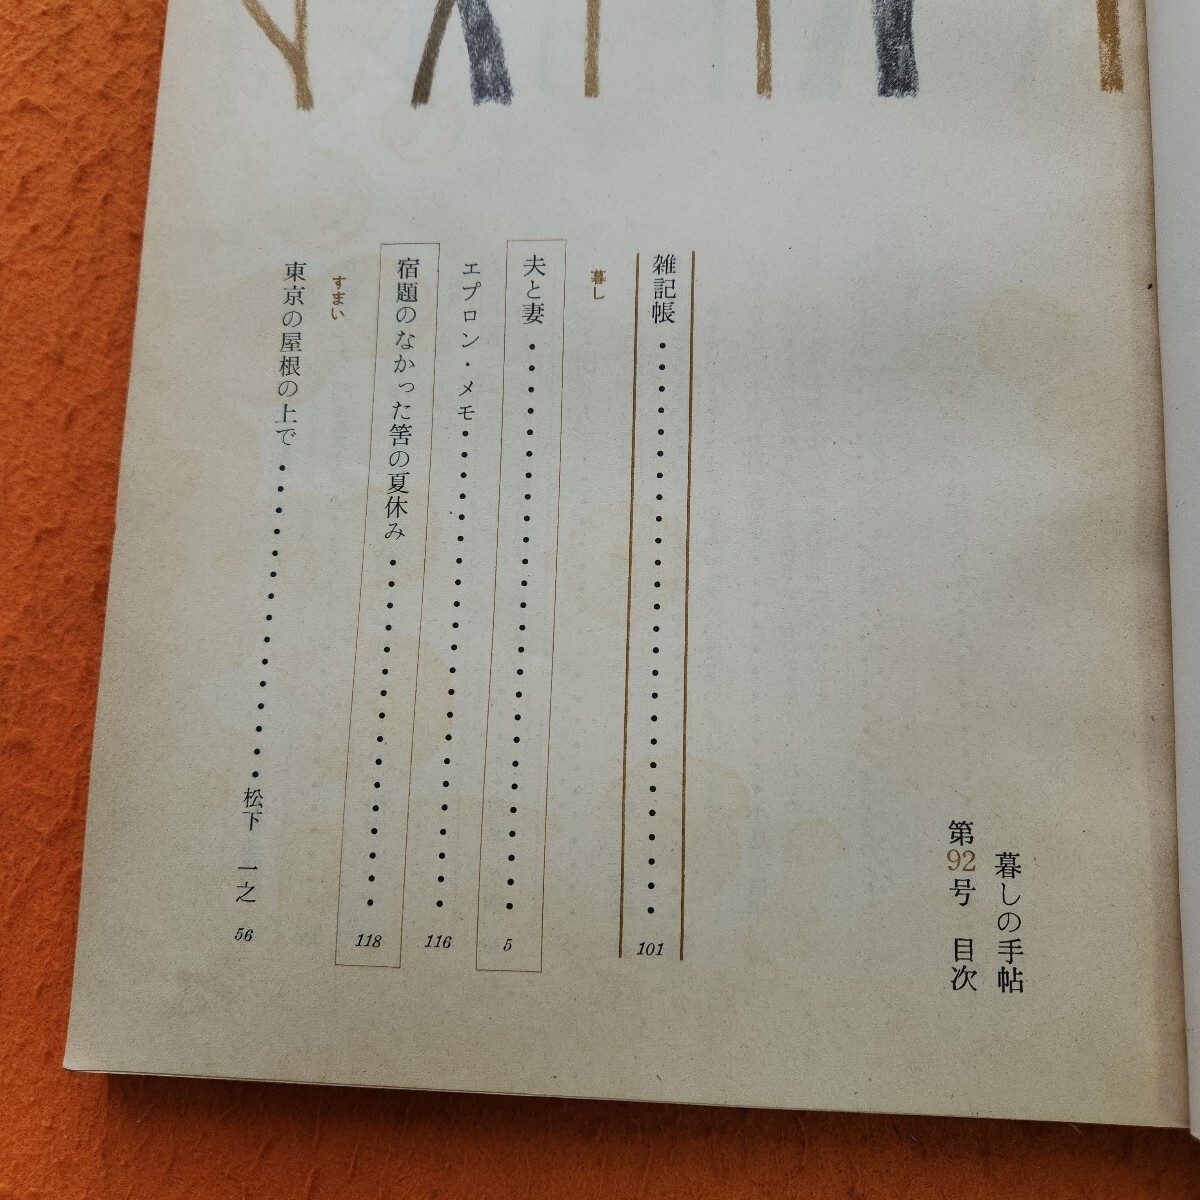 暮しの手帖
第92号 目次
雑記帳・・・・・・・・・・・・・・・・・・・・・・・・・・101
暮し
夫と妻・・・・・・・・・・・・・・・・・・・・・・・・・・5
エプロン・メモ・・・・・・・・・・・・・・・・・・・・・・116
宿題のなかった筈の夏休み・・・・・・・・・・・・・・・・118
すまい
東京の屋根の上で・・・・・・・・・・・・・・・松下 一之 56